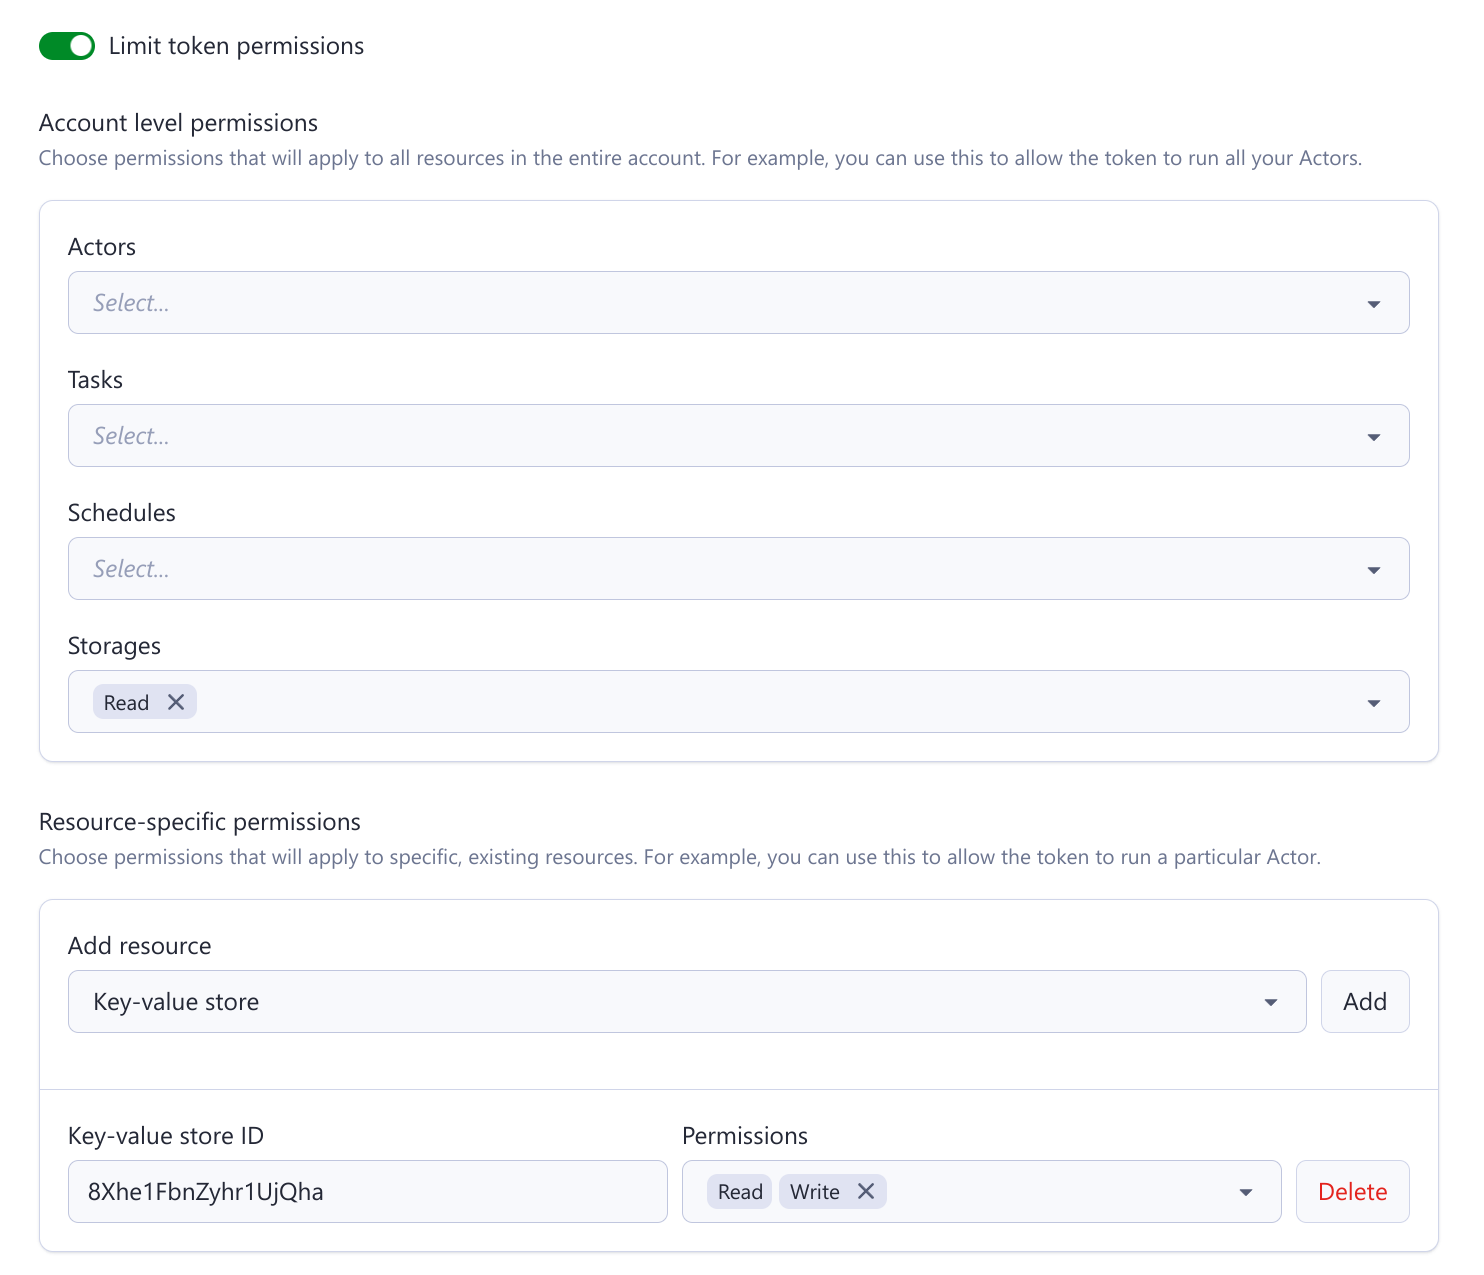 Limit token permissions
Account level permissions
Choose permissions that will apply to all resources in the entire account. For example, you can use this to allow the token to run all your Actors.
Actors
Select...
Tasks
Select...
Schedules
Select...
Storages
Read
Resource-specific permissions
Choose permissions that will apply to specific, existing resources. For example, you can use this to allow the token to run a particular Actor.
Add resource
Key-value store
Add
Key-value store ID
Permissions
8Xhe1FbnZyhr1UjQha
Read Write
Delete